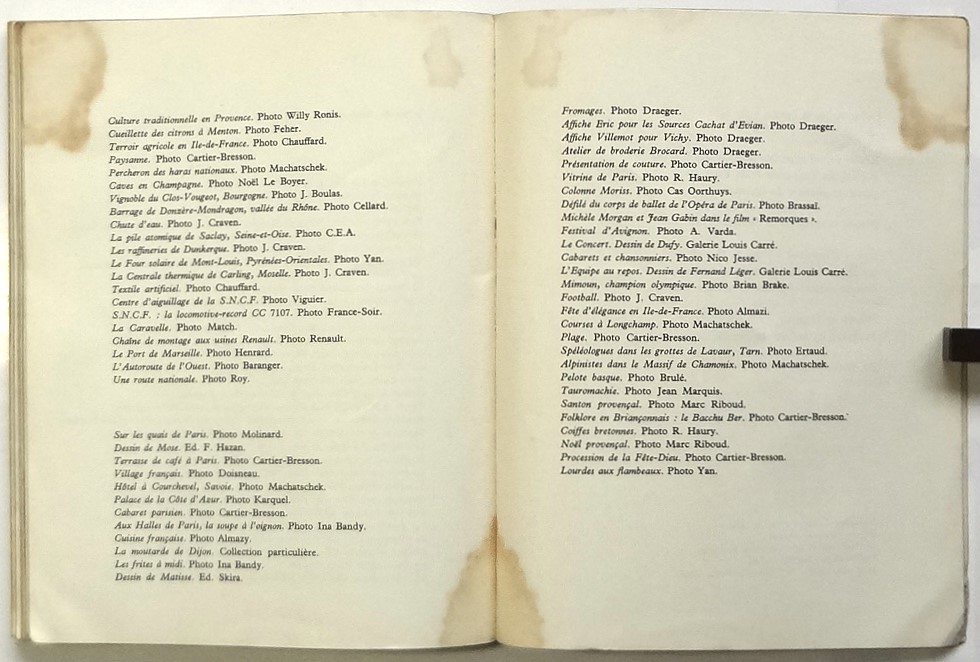 Culture traditionnelle en Provence. Photo Willy Ronis.
Cueillette des citrons à Menton. Photo Feher.
Terroir agricole en Ile-de-France. Photo Chauffard.
Paysanne. Photo Cartier-Bresson.
Percheron des haras nationaux. Photo Machatschek.
Caves en Champagne. Photo Noël Le Boyer.
Vignoble du Clos-Vougeot, Bourgogne. Photo J. Boulas.
Barrage de Donzère-Mondragon, vallée du Rhône. Photo Cellard.
Chute d'eau. Photo J. Craven.
La pile atomique de Saclay, Seine-et-Oise. Photo C.E.A.
Les raffineries de Dunkerque. Photo J. Craven.
Le Four solaire de Mont-Louis, Pyrénées-Orientales. Photo Yan.
La Centrale thermique de Carling, Moselle. Photo J. Craven.
Textile artificiel. Photo Chauffard.
Centre d'aiguillage de la S.N.C.F. Photo Viguier.
S.N.C.F. : la locomotive-record CC 7107. Photo France-Soir.
La Caravelle. Photo Match.
Chaîne de montage aux usines Renault. Photo Renault.
Le Port de Marseille. Photo Henrard.
L'Autoroute de l'Ouest. Photo Baranger.
Une route nationale. Photo Roy.
Sur les quais de Paris. Photo Molinard.
Dessin de Mose. Ed. F. Hazan.
Terrasse de café à Paris. Photo Cartier-Bresson.
Village français. Photo Doisneau.
Hôtel à Courchevel, Savoie. Photo Machatschek.
Palace de la Côte d'Azur. Photo Karquel.
Cabaret parisien. Photo Cartier-Bresson.
Aux Halles de Paris, la soupe à l'oignon. Photo Ina Bandy.
Cuisine française. Photo Almazy.
La moutarde de Dijon. Collection particulière.
Les frites à midi. Photo Ina Bandy.
Dessin de Matisse. Ed. Skira.
Fromages. Photo Draeger.
Affiche Eric pour les Sources Cachat d'Evian. Photo Draeger.
Affiche Villemot pour Vichy. Photo Draeger.
Atelier de broderie Brocard. Photo Draeger.
Présentation de couture. Photo Cartier-Bresson.
Vitrine de Paris. Photo R. Haury.
Colonne Moriss. Photo Cas Oorthuys.
Défilé du corps de ballet de l'Opéra de Paris. Photo Brassaï.
Michèle Morgan et Jean Gabin dans le film « Remorques ».
Festival d'Avignon. Photo A. Varda.
Le Concert. Dessin de Dufy. Galerie Louis Carré.
Cabarets et chansonniers. Photo Nico Jesse.
L'Equipe au repos. Dessin de Fernand Léger. Galerie Louis Carré.
Mimoun, champion olympique. Photo Brian Brake.
Football. Photo J. Craven.
Fête d'élégance en Ile-de-France. Photo Almazi.
Courses à Longchamp. Photo Machatschek.
Plage. Photo Cartier-Bresson.
Spéléologues dans les grottes de Lavaur, Tarn. Photo Ertaud.
Alpinistes dans le Massif de Chamonix. Photo Machatschek.
Pelote basque. Photo Brulé.
Tauromachie. Photo Jean Marquis.
Santon provençal. Photo Marc Riboud.
Folklore en Briançonnais : le Bacchu Ber. Photo Cartier-Bresson.
Coiffes bretonnes. Photo R. Haury.
Noël provençal. Photo Marc Riboud.
Procession de la Fête-Dieu. Photo Cartier-Bresson.
Lourdes aux flambeaux. Photo Yan.